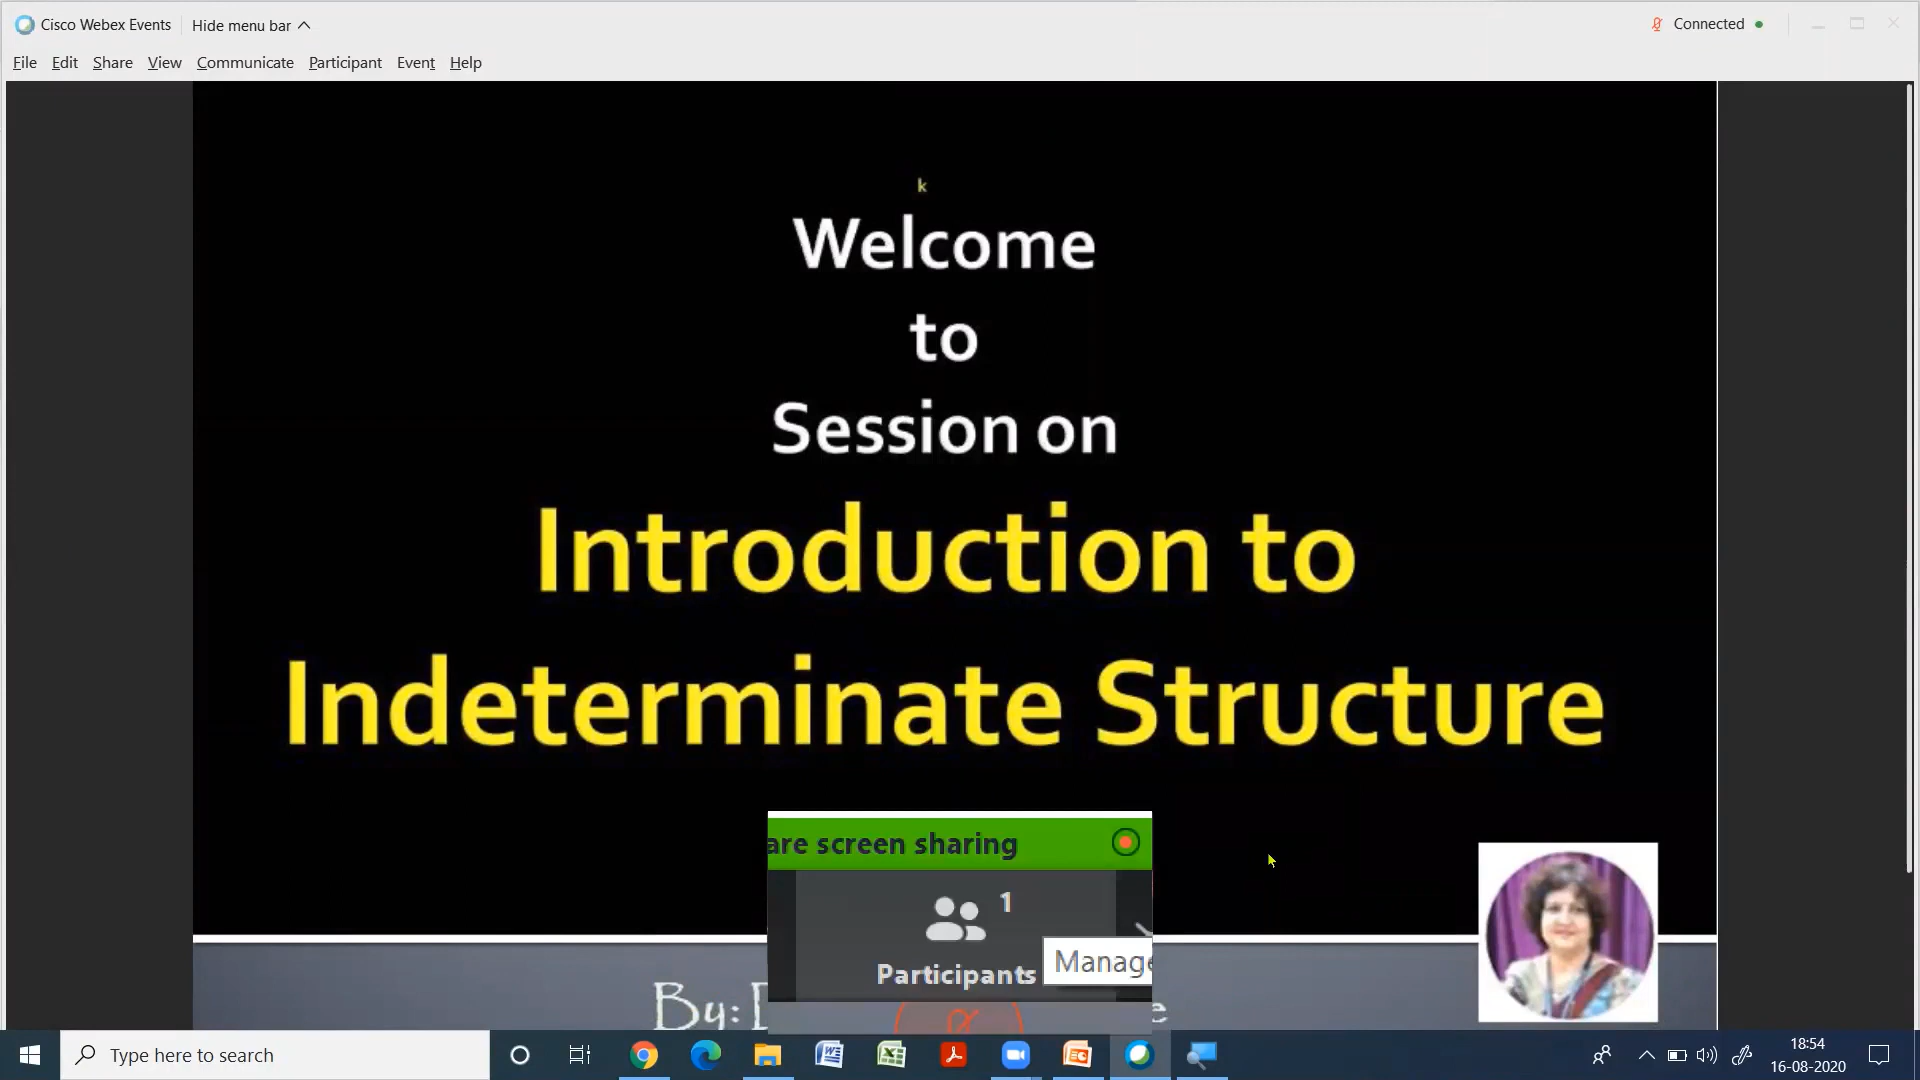 Cisco Webex Events
Hide menu bar
Connected
File Edit Share View Communicate Participant Event Help
k
Welcome
to
Session on
Introduction to
Indeterminate Structure
are screen sharing
1
Participants
Manage
By:
Type here to search
18:54
16-08-2020